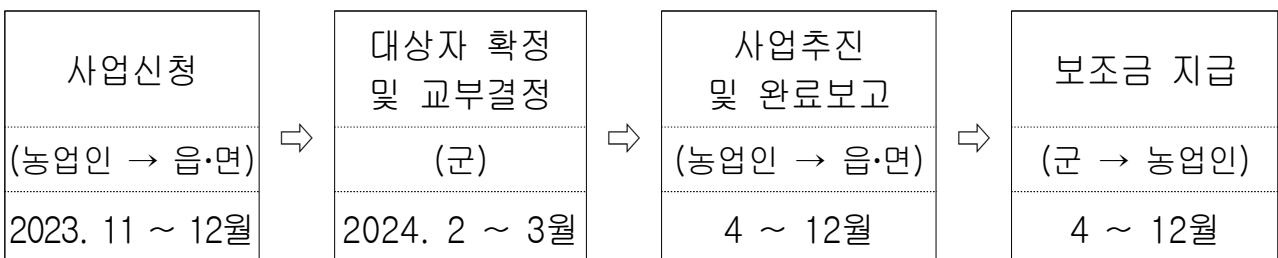 사업신청
(농업인 → 읍·면)
2023. 11 ~ 12월
⇨
대상자 확정
및 교부결정
(군)
2024. 2 ~ 3월
⇨
사업추진
및 완료보고
(농업인 → 읍·면)
4 ~ 12월
⇨
보조금 지급
(군 → 농업인)
4 ~ 12월